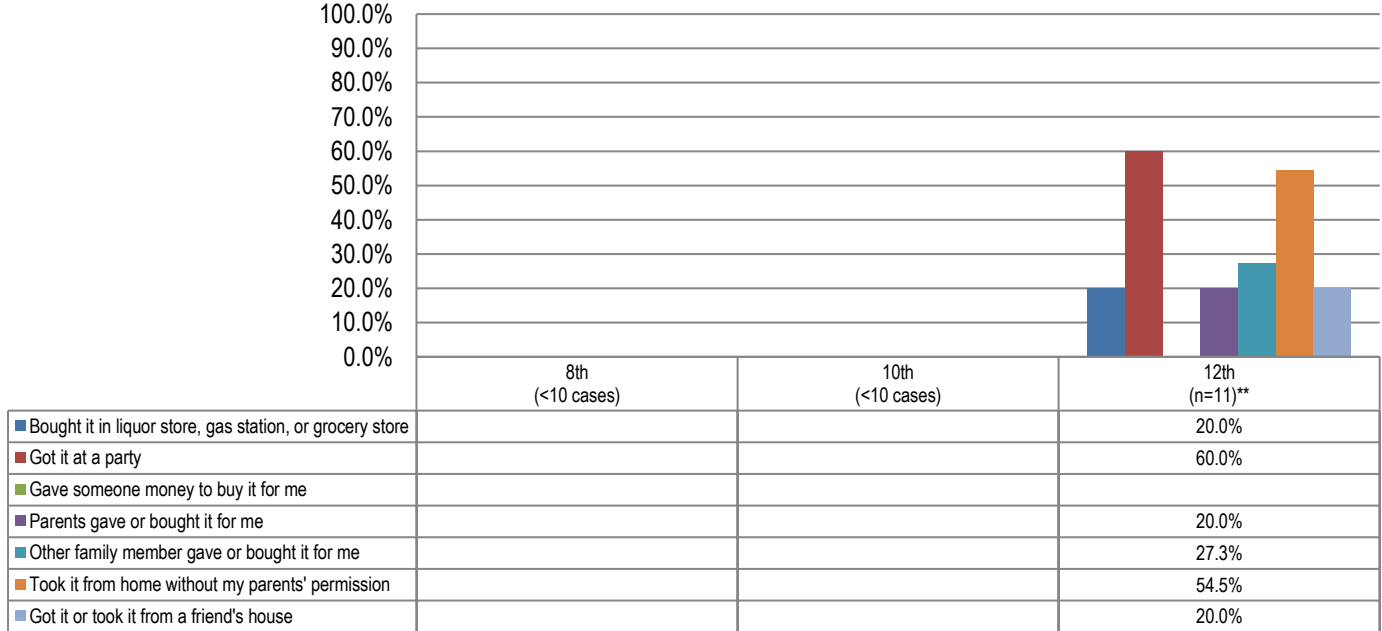 100.0%
90.0%
80.0%
70.0%
60.0%
50.0%
40.0%
30.0%
20.0%
10.0%
0.0%
8th 10th 12th
(<10 cases) (<10 cases) (n=11)**
Bought it in liquor store, gas station, or grocery store 20.0%
Got it at a party 60.0%
Gave someone money to buy it for me
Parents gave or bought it for me 20.0%
Other family member gave or bought it for me 27.3%
Took it from home without my parents' permission 54.5%
Got it or took it from a friend's house 20.0%